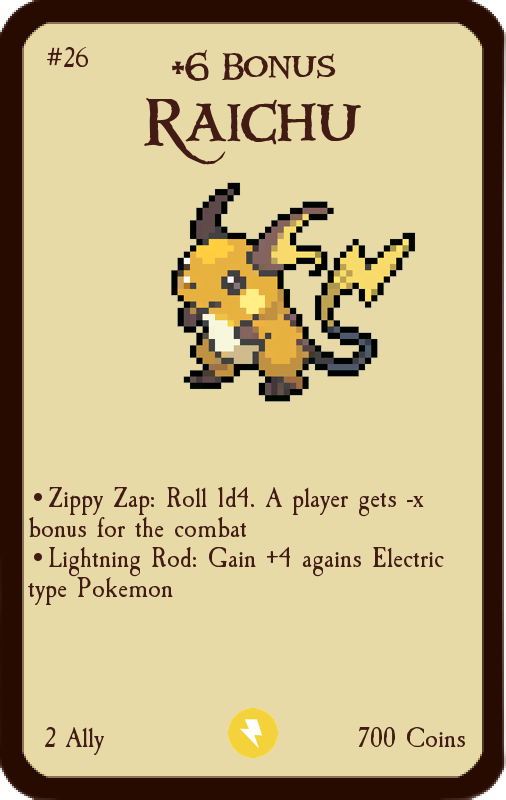 #26
+6 Bonus
Raichu
•Zippy Zap: Roll 1d4. A player gets -x
bonus for the combat
•Lightning Rod: Gain +4 agains Electric
type Pokemon
2 Ally
700 Coins